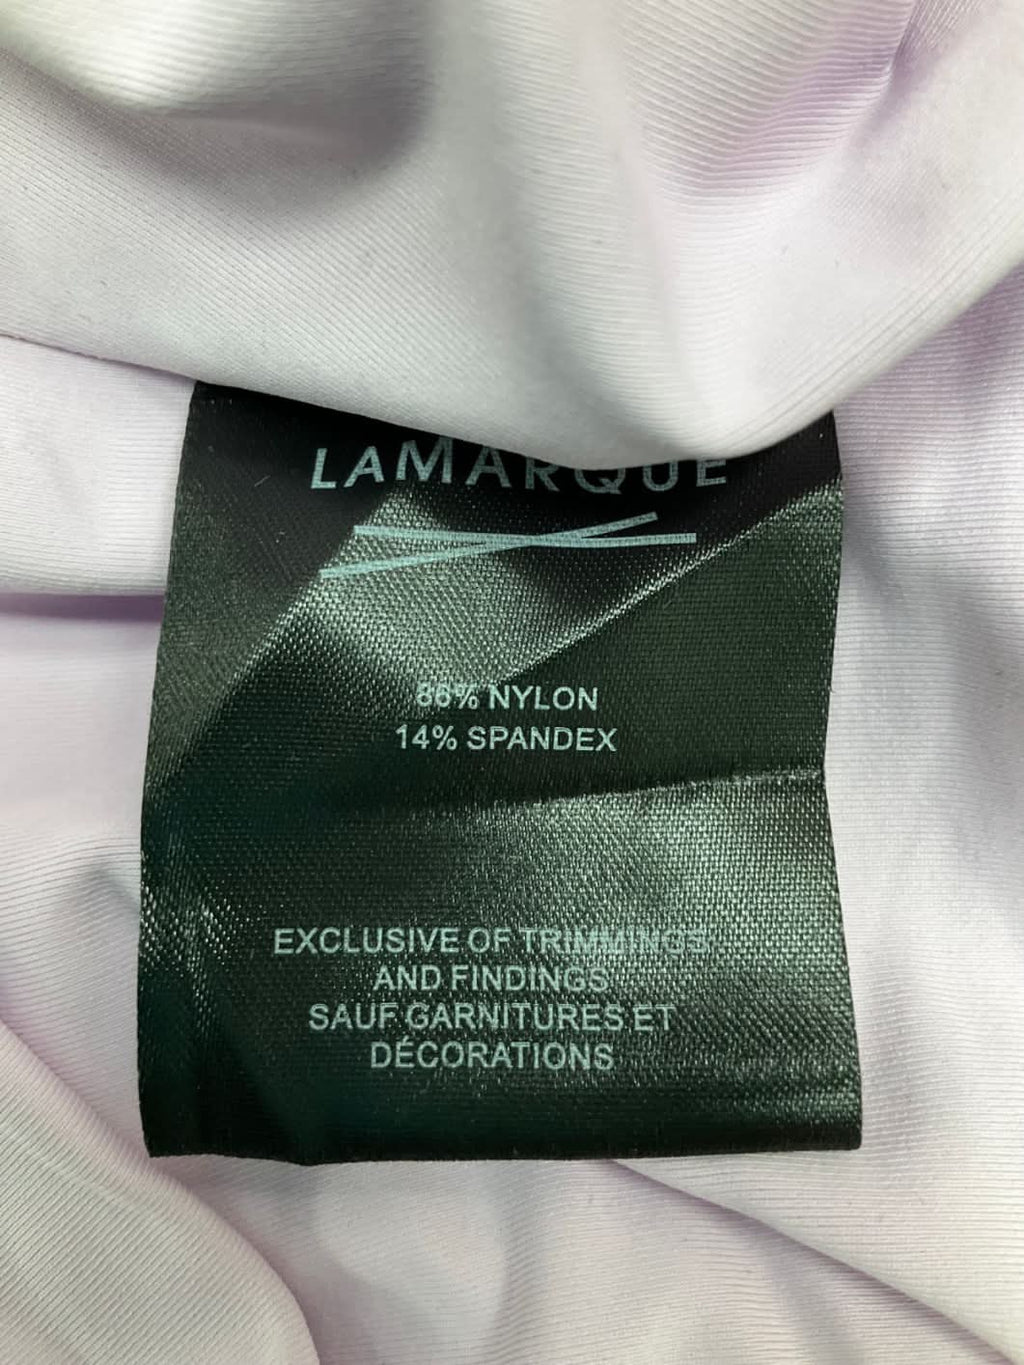 LAMARQUE
86% NYLON
14% SPANDEX
EXCLUSIVE OF TRIMMINGS
AND FINDINGS
SAUF GARNITURES ET
DÉCORATIONS